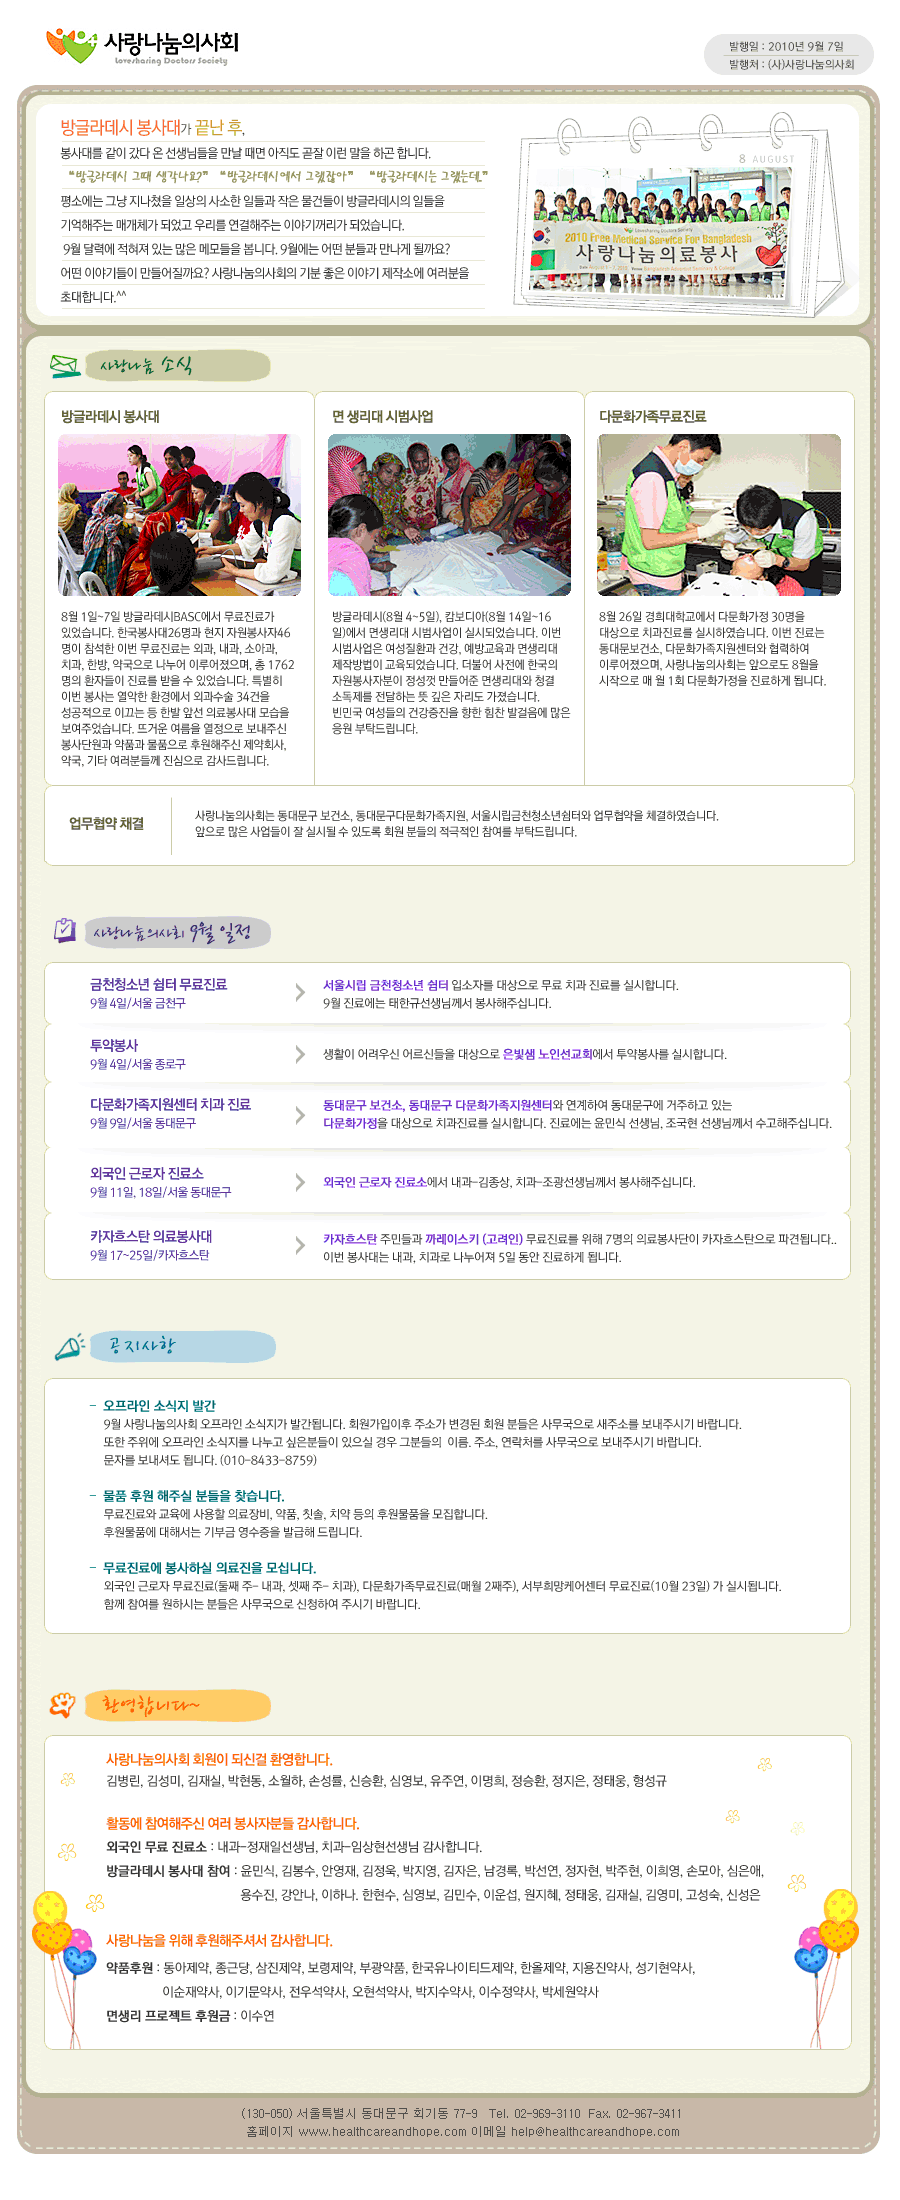 사랑나눔의사회
Lovesharing Doctors Society
발행일 : 2010년 9월 7일
발행처 : (사)사랑나눔의사회
방글라데시 봉사대가 끝난 후,
봉사대를 같이 갔다 온 선생님들을 만날 때면 아직도 곧잘 이런 말을 하곤 합니다.
"방글라데시 그때 생각나요?" "방글라데시에서 그랬잖아" "방글라데시는 그랬는데."
평소에는 그냥 지나쳤을 일상의 사소한 일들과 작은 물건들이 방글라데시의 일들을
기억해주는 매개체가 되었고 우리를 연결해주는 이야기꺼리가 되었습니다.
9월 달력에 적혀져 있는 많은 메모들을 봅니다. 9월에는 어떤 분들과 만나게 될까요?
어떤 이야기들이 만들어질까요? 사랑나눔의사회의 기분 좋은 이야기 제작소에 여러분을
초대합니다.^^
8 AUGUST
Lovesharing Doctors Society
2010 Free Medical Service For Bangladesh
사랑나눔의료봉사
사랑나눔 소식
방글라데시 봉사대
8월 1일~7일 방글라데시BASC에서 무료진료가
있었습니다. 한국봉사대26명과 현지 자원봉사자46
명이 참석한 이번 무료진료는 외과, 내과, 소아과,
치과, 한방, 약국으로 나누어 이루어졌으며, 총 1762
명의 환자들이 진료를 받을 수 있었습니다. 특별히
이번 봉사는 열악한 환경에서 외과수술 34건을
성공적으로 이끄는 등 한발 앞선 의료봉사대 모습을
보여주었습니다. 뜨거운 여름을 열정으로 보내주신
봉사단원과 약품과 물품으로 후원해주신 제약회사,
약국, 기타 여러분들께 진심으로 감사드립니다.
면 생리대 시범사업
방글라데시(8월 4~5일), 캄보디아(8월 14일~16
일)에서 면생리대 시범사업이 실시되었습니다. 이번
시범사업은 여성질환과 건강, 예방교육과 면생리대
제작방법이 교육되었습니다. 더불어 사전에 한국의
자원봉사자분이 정성껏 만들어준 면생리대와 청결
소독제를 전달하는 뜻 깊은 자리도 가졌습니다.
빈민국 여성들의 건강증진을 향한 힘찬 발걸음에 많은
응원 부탁드립니다.
다문화가족무료진료
8월 26일 경희대학교에서 다문화가정 30명을
대상으로 치과진료를 실시하였습니다. 이번 진료는
동대문보건소, 다문화가족지원센터와 협력하여
이루어졌으며, 사랑나눔의사회는 앞으로도 8월을
시작으로 매 월 1회 다문화가정을 진료하게 됩니다.
업무협약 채결
사랑나눔의사회는 동대문구 보건소, 동대문구다문화가족지원, 서울시립금천청소년쉼터와 업무협약을 체결하였습니다.
앞으로 많은 사업들이 잘 실시될 수 있도록 회원 분들의 적극적인 참여를 부탁드립니다.
사랑나눔의사회 9월 일정
금천청소년 쉼터 무료진료
9월 4일/서울 금천구
서울시립 금천청소년 쉼터 입소자를 대상으로 무료 치과 진료를 실시합니다.
9월 진료에는 태한규선생님께서 봉사해주십니다.
투약봉사
9월 4일/서울 종로구
생활이 어려우신 어르신들을 대상으로 은빛샘 노인선교회에서 투약봉사를 실시합니다.
다문화가족지원센터 치과 진료
9월 9일/서울 동대문구
동대문구 보건소, 동대문구 다문화가족지원센터와 연계하여 동대문구에 거주하고 있는
다문화가정을 대상으로 치과진료를 실시합니다. 진료에는 윤민식 선생님, 조국현 선생님께서 수고해주십니다.
외국인 근로자 진료소
9월 11일, 18일/서울 동대문구
외국인 근로자 진료소에서 내과-김종상, 치과-조광선생님께서 봉사해주십니다.
카자흐스탄 의료봉사대
9월 17~25일/카자흐스탄
카자흐스탄 주민들과 까레이스키 (고려인) 무료진료를 위해 7명의 의료봉사단이 카자흐스탄으로 파견됩니다..
이번 봉사대는 내과, 치과로 나누어져 5일 동안 진료하게 됩니다.
공지사항
- 오프라인 소식지 발간
9월 사랑나눔의사회 오프라인 소식지가 발간됩니다. 회원가입이후 주소가 변경된 회원 분들은 사무국으로 새주소를 보내주시기 바랍니다.
또한 주위에 오프라인 소식지를 나누고 싶은분들이 있으실 경우 그분들의 이름. 주소, 연락처를 사무국으로 보내주시기 바랍니다.
문자를 보내셔도 됩니다. (010-8433-8759)
- 물품 후원 해주실 분들을 찾습니다.
무료진료와 교육에 사용할 의료장비, 약품, 칫솔, 치약 등의 후원물품을 모집합니다.
후원물품에 대해서는 기부금 영수증을 발급해 드립니다.
- 무료진료에 봉사하실 의료진을 모십니다.
외국인 근로자 무료진료(둘째 주- 내과, 셋째 주- 치과), 다문화가족무료진료(매월 2째주), 서부희망케어센터 무료진료(10월 23일) 가 실시됩니다.
함께 참여를 원하시는 분들은 사무국으로 신청하여 주시기 바랍니다.
환영합니다~
사랑나눔의사회 회원이 되신걸 환영합니다.
김병린, 김성미, 김재실, 박현동, 소월하, 손성률, 신승환, 심영보, 유주연, 이명희, 정승환, 정지은, 정태웅, 형성규
활동에 참여해주신 여러 봉사자분들 감사합니다.
외국인 무료 진료소 : 내과-정재일선생님, 치과-임상현선생님 감사합니다.
방글라데시 봉사대 참여 : 윤민식, 김봉수, 안영재, 김정욱, 박지영, 김자은, 남경록, 박선연, 정자현, 박주현, 이희영, 손모아, 심은애,
용수진, 강안나, 이하나. 한현수, 심영보, 김민수, 이운섭, 원지혜, 정태웅, 김재실, 김영미, 고성숙, 신성은
사랑나눔을 위해 후원해주셔서 감사합니다.
약품후원 : 동아제약, 종근당, 삼진제약, 보령제약, 부광약품, 한국유나이티드제약, 한올제약, 지용진약사, 성기현약사,
이순재약사, 이기문약사, 전우석약사, 오현석약사, 박지수약사, 이수정약사, 박세원약사
면생리 프로젝트 후원금 : 이수연
(130-050) 서울특별시 동대문구 회기동 77-9 Tel. 02-969-3110 Fax. 02-967-3411
홈페이지 www.healthcareandhope.com 이메일 help@healthcareandhope.com